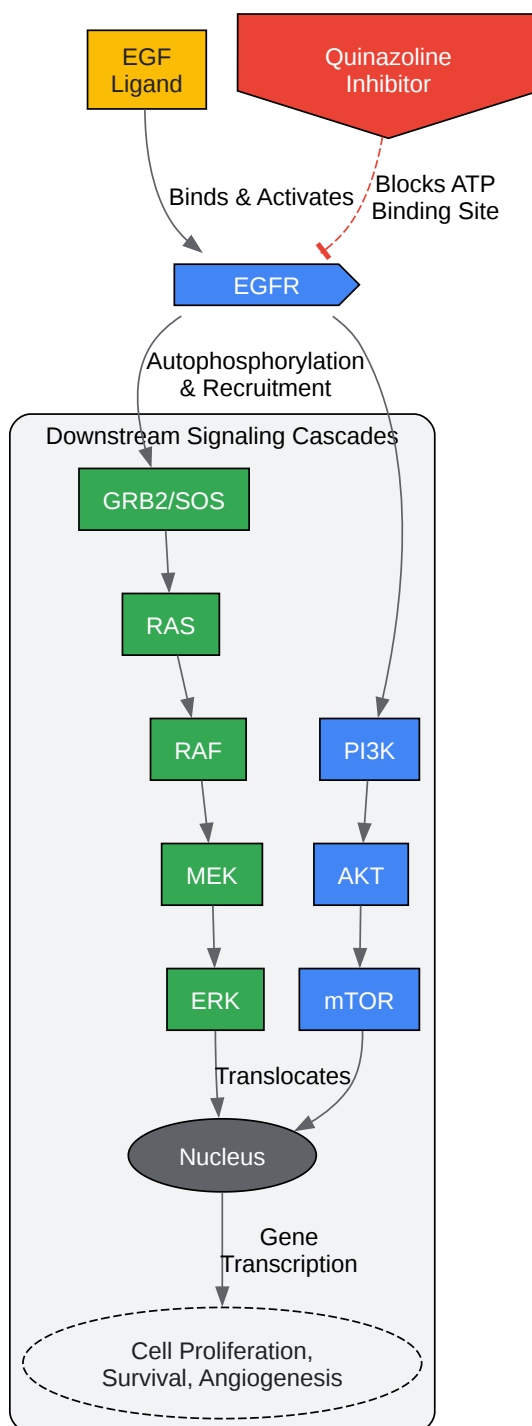 EGF
Ligand
Quinazoline
Inhibitor
Binds & Activates
Blocks ATP
Binding Site
EGFR
Autophosphorylation
& Recruitment
Downstream Signaling Cascades
GRB2/SOS
RAS
RAF
PI3K
MEK
AKT
ERK
mTOR
Translocates
Nucleus
Gene
Transcription
Cell Proliferation,
Survival, Angiogenesis